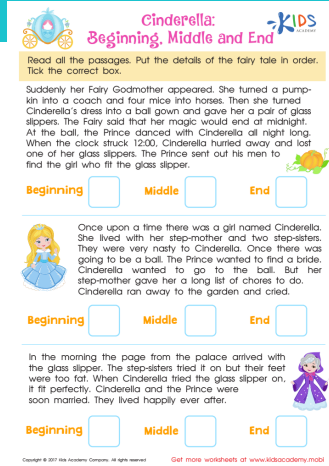 Cinderella:
Beginning, Middle and End
KIDS
Academy
Read all the passages. Put the details of the fairy tale in order.
Tick the correct box.
Suddenly her Fairy Godmother appeared. She turned a pump-
kin into a coach and four mice into horses. Then she turned
Cinderella's dress into a ball gown and gave her a pair of glass
slippers. The Fairy said that her magic would end at midnight.
At the ball, the Prince danced with Cinderella all night long.
When the clock struck 12:00, Cinderella hurried away and lost
one of her glass slippers. The Prince sent out his men to
find the girl who fit the glass slipper.
Beginning Middle End
Once upon a time there was a girl named Cinderella.
She lived with her step-mother and two step-sisters.
They were very nasty to Cinderella. Once there was
going to be a ball. The Prince wanted to find a bride.
Cinderella wanted to go to the ball. But her
step-mother gave her a long list of chores to do.
Cinderella ran away to the garden and cried.
Beginning Middle End
In the morning the page from the palace arrived with
the glass slipper. The step-sisters tried it on but their feet
were too fat. When Cinderella tried the glass slipper on,
it fit perfectly. Cinderella and the Prince were
soon married. They lived happily ever after.
Beginning Middle End
Copyright © 2017 Kids Academy Company. All rights reserved
Get more worksheets at www.kidsacademy.mobi